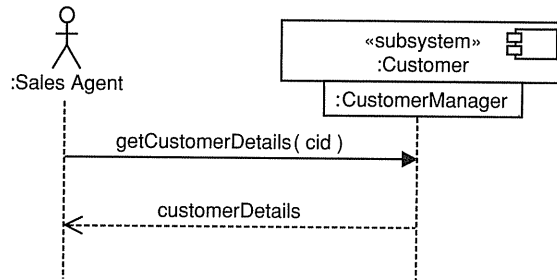 «subsystem»
:Customer
:Sales Agent
:CustomerManager
getCustomerDetails( cid )
customerDetails